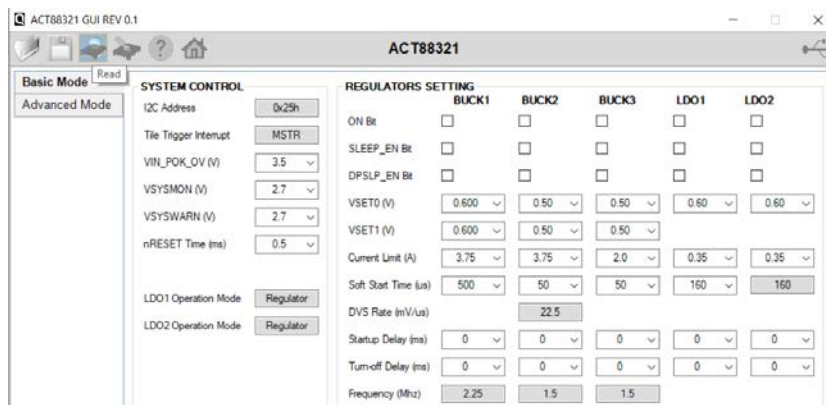 ACT88321 GUI REV 0.1
ACT88321
Read
Basic Mode
Advanced Mode
SYSTEM CONTROL
I2C Address 0x25h
Tile Trigger Interrupt MSTR
VIN_POK_OV (V) 3.5
VSYSMON (V) 2.7
VSYSWARN (V) 2.7
nRESET Time (ms) 0.5
LDO1 Operation Mode Regulator
LDO2 Operation Mode Regulator
REGULATORS SETTING
BUCK1 BUCK2 BUCK3 LDO1 LDO2
ON Bit
SLEEP_EN Bit
DPSLP_EN Bit
VSET0 (V) 0.600 0.50 0.50 0.60 0.60
VSET1 (V) 0.600 0.50 0.50
Current Limit (A) 3.75 3.75 2.0 0.35 0.35
Soft Start Time (us) 500 50 50 160 160
DVS Rate (mV/us) 22.5
Startup Delay (ms) 0 0 0 0 0
Turn-off Delay (ms) 0 0 0 0 0
Frequency (Mhz) 2.25 1.5 1.5